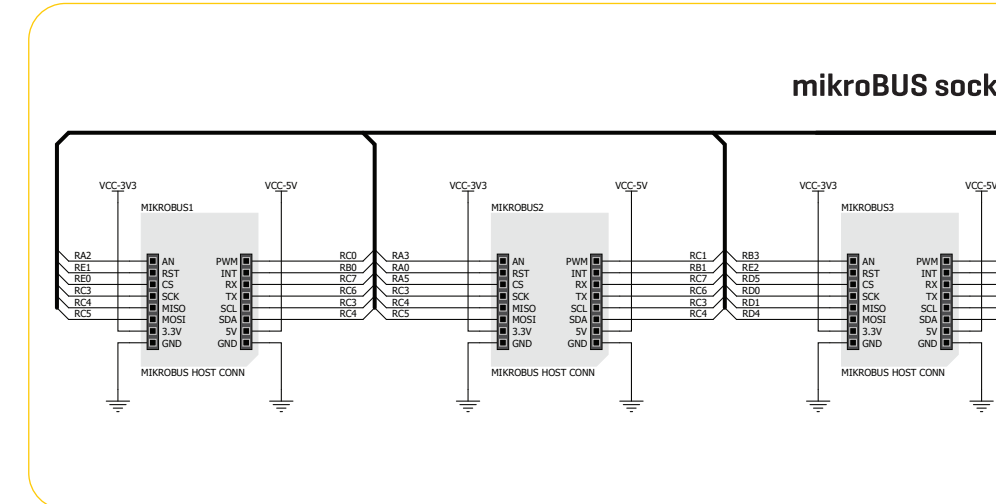 mikroBUS sock
VCC-3V3 VCC-5V VCC-3V3 VCC-5V VCC-3V3 VCC-5V
MIKROBUS1 MIKROBUS2 MIKROBUS3
RA2 AN PWM RC0 RA3 AN PWM RC1 RB3 AN PWM
RE1 RST INT RB0 RA0 RST INT RB1 RE2 RST INT
RE0 CS RX RC7 RA5 CS RX RC7 RD5 CS RX
RC3 SCK TX RC6 RC3 SCK TX RC6 RD0 SCK TX
RC4 MISO SCL RC3 RC4 MISO SCL RC3 RD1 MISO SCL
RC5 MOSI SDA RC4 RC5 MOSI SDA RC4 RD4 MOSI SDA
3.3V 5V 3.3V 5V 3.3V 5V
GND GND GND GND GND GND
MIKROBUS HOST CONN MIKROBUS HOST CONN MIKROBUS HOST CONN